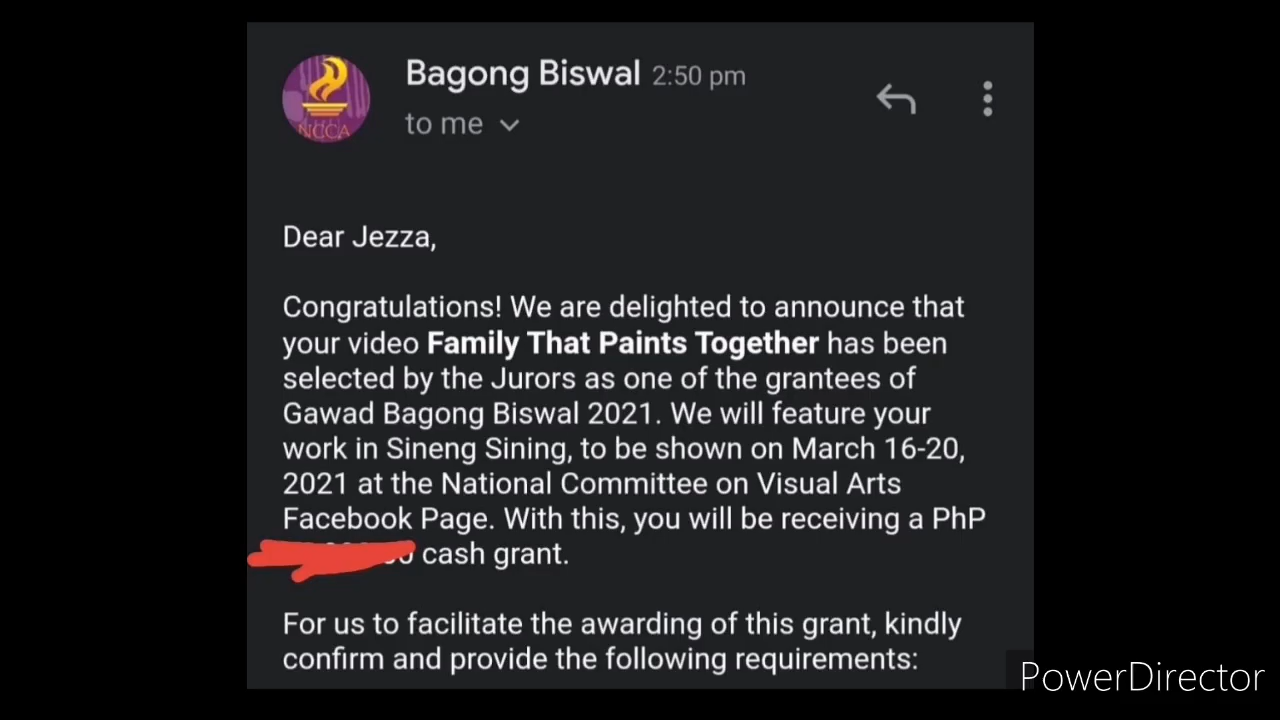 Bagong Biswal 2:50 pm
to me
NCCA
Dear Jezza,
Congratulations! We are delighted to announce that
your video Family That Paints Together has been
selected by the Jurors as one of the grantees of
Gawad Bagong Biswal 2021. We will feature your
work in Sineng Sining, to be shown on March 16-20,
2021 at the National Committee on Visual Arts
Facebook Page. With this, you will be receiving a PhP
cash grant.
For us to facilitate the awarding of this grant, kindly
confirm and provide the following requirements:
PowerDirector